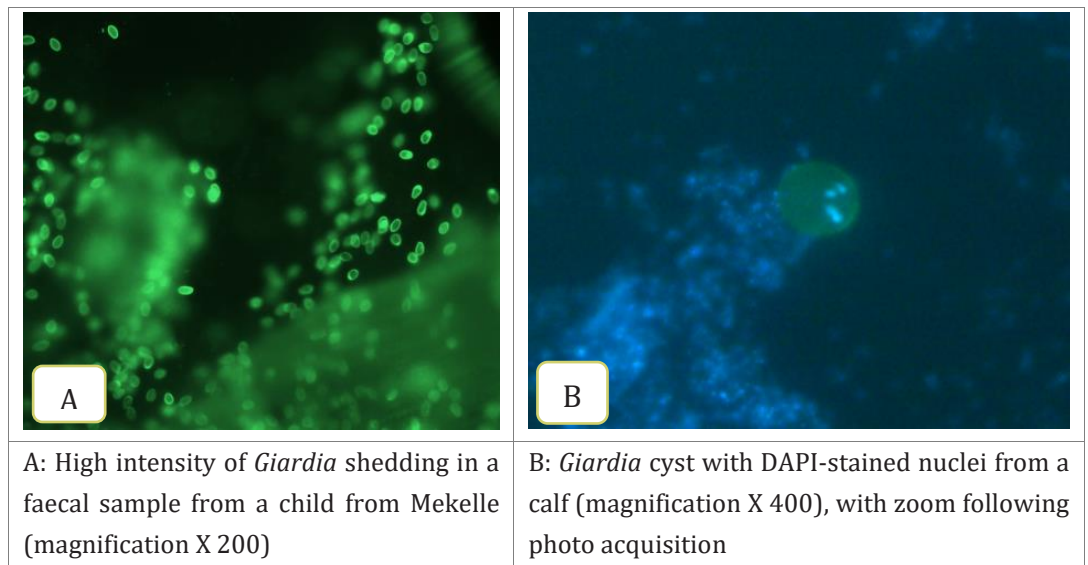 A
B
A: High intensity of Giardia shedding in a
faecal sample from a child from Mekelle
(magnification X 200)
B: Giardia cyst with DAPI-stained nuclei from a
calf (magnification X 400), with zoom following
photo acquisition